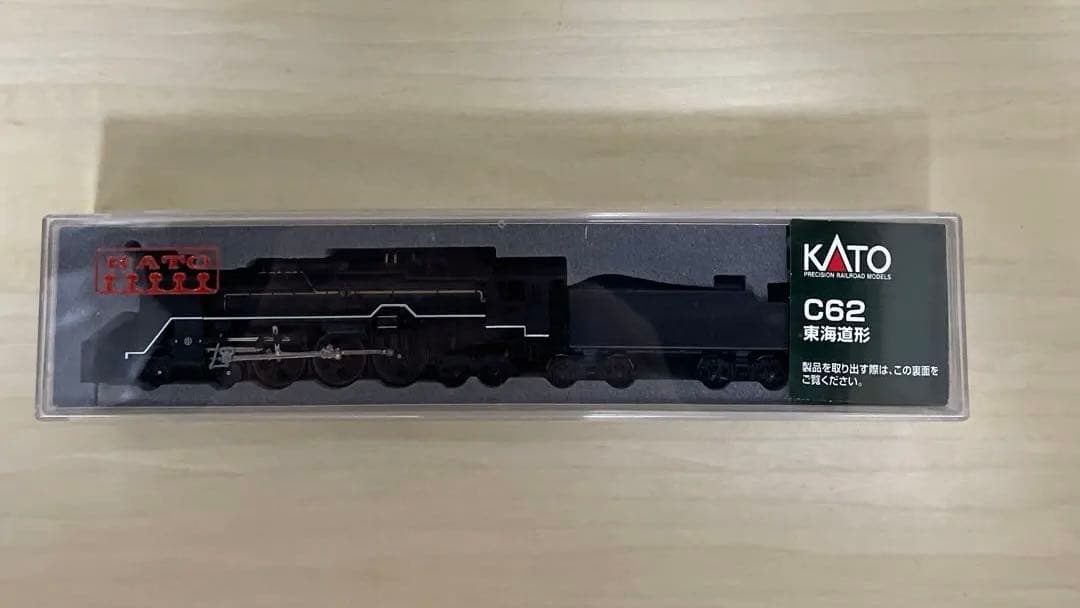 KATO
KATO
PRECISION RAILROAD MODELS
C62
東海道形
製品を取り出す際は、この裏面を
ご覧ください。